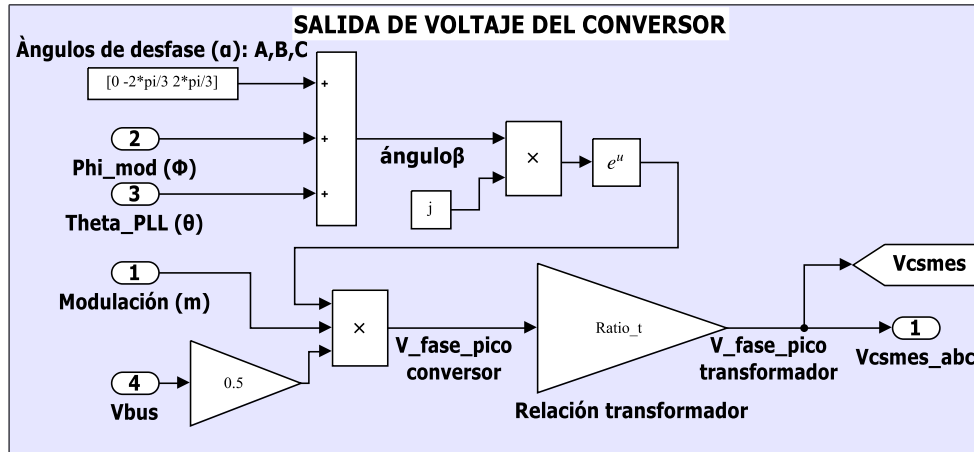 SALIDA DE VOLTAJE DEL CONVERSOR
Àngulos de desfase (α): A,B,C
[0 -2*pi/3 2*pi/3]
+
2
+
Phi_mod (Φ)
ánguloβ
×
e^u
3
+
j
Theta_PLL (θ)
1
Modulación (m)
×
Ratio_t
Vcsmes
1
V_fase_pico
conversor
V_fase_pico
transformador
Vcsmes_abc
4
0.5
Vbus
Relación transformador